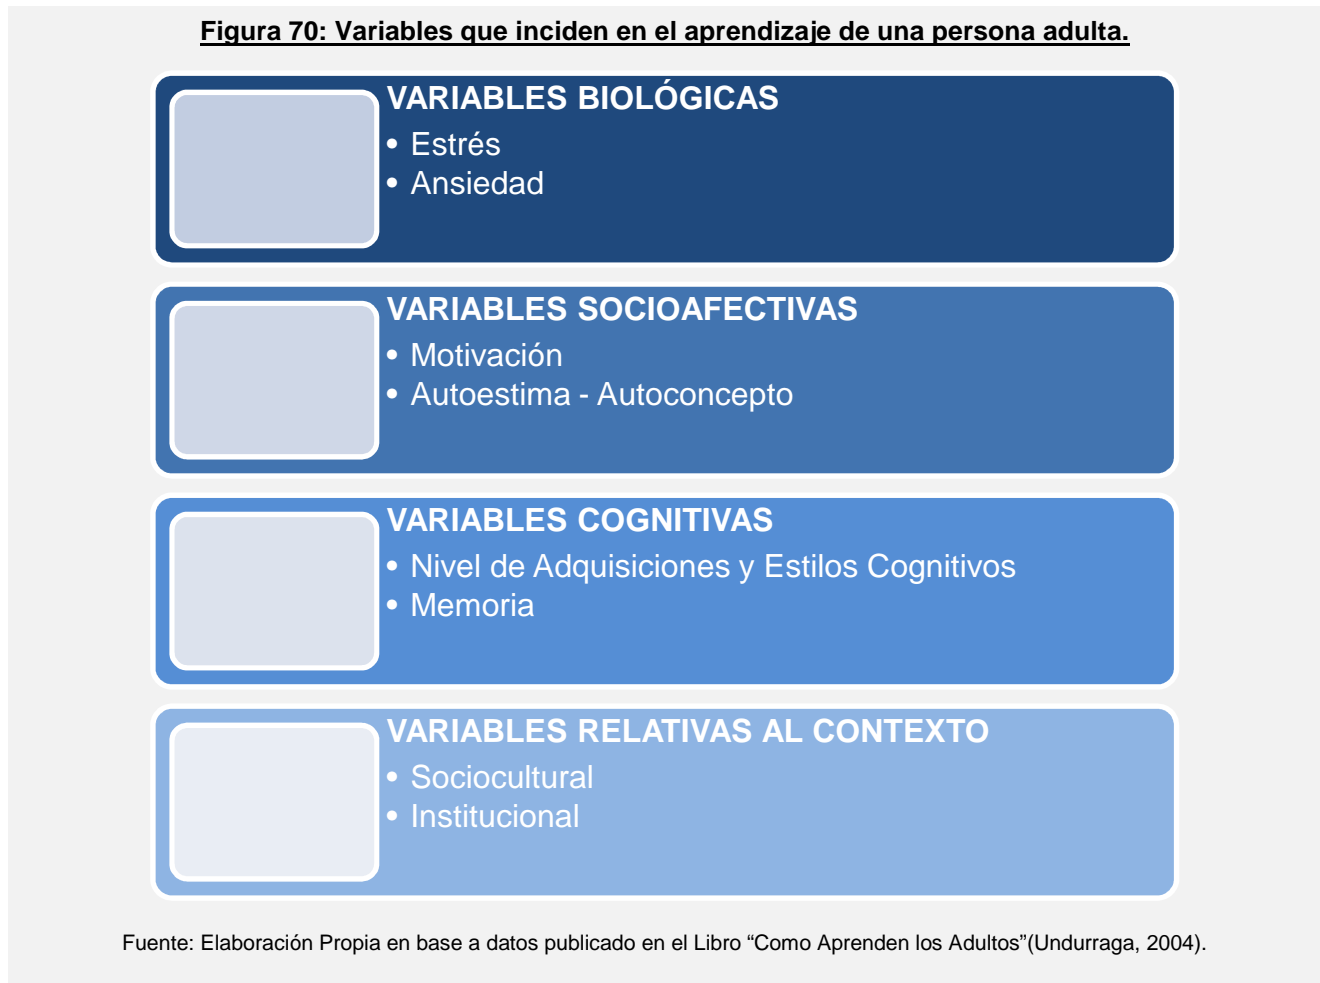 Figura 70: Variables que inciden en el aprendizaje de una persona adulta.
VARIABLES BIOLÓGICAS
• Estrés
• Ansiedad
VARIABLES SOCIOAFECTIVAS
• Motivación
• Autoestima - Autoconcepto
VARIABLES COGNITIVAS
• Nivel de Adquisiciones y Estilos Cognitivos
• Memoria
VARIABLES RELATIVAS AL CONTEXTO
• Sociocultural
• Institucional
Fuente: Elaboración Propia en base a datos publicado en el Libro “Como Aprenden los Adultos”(Undurraga, 2004).